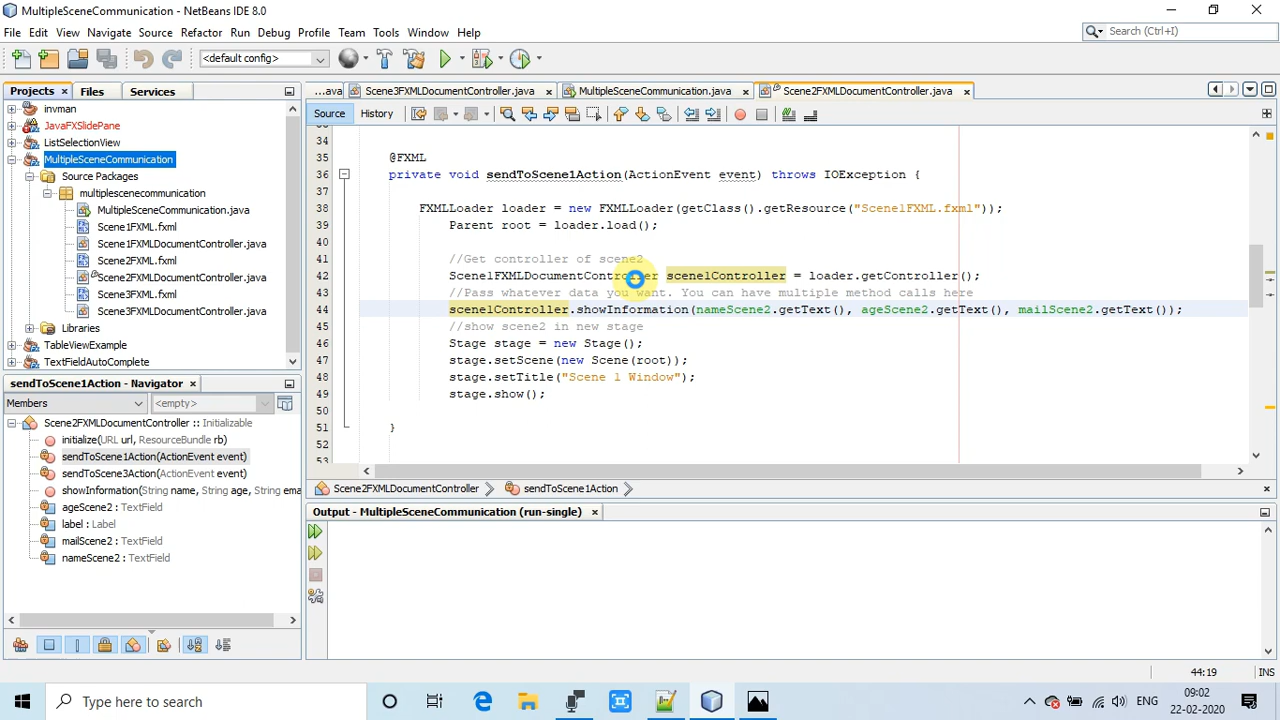 MultipleSceneCommunication - NetBeans IDE 8.0
File Edit View Navigate Source Refactor Run Debug Profile Team Tools Window Help
Search (Ctrl+I)
<default config>
Projects Files Services
...ava Scene3FXMLDocumentController.java MultipleSceneCommunication.java Scene2FXMLDocumentController.java
Source History
invman
JavaFXSlidePane
ListSelectionView
MultipleSceneCommunication
Source Packages
multiplescenecommunication
MultipleSceneCommunication.java
Scene1FXML.fxml
Scene1FXMLDocumentController.java
Scene2FXML.fxml
Scene2FXMLDocumentController.java
Scene3FXML.fxml
Scene3FXMLDocumentController.java
Libraries
TableViewExample
TextFieldAutoComplete
34
35 @FXML
36 private void sendToScene1Action(ActionEvent event) throws IOException {
37
38 FXMLLoader loader = new FXMLLoader(getClass().getResource("Scene1FXML.fxml"));
39 Parent root = loader.load();
40
41 //Get controller of scene2
42 Scene1FXMLDocumentController scene1Controller = loader.getController();
43 //Pass whatever data you want. You can have multiple method calls here
44 scene1Controller.showInformation(nameScene2.getText(), ageScene2.getText(), mailScene2.getText());
45 //show scene2 in new stage
46 Stage stage = new Stage();
47 stage.setScene(new Scene(root));
48 stage.setTitle("Scene 1 Window");
49 stage.show();
50
51 }
52
53
Scene2FXMLDocumentController sendToScene1Action
sendToScene1Action - Navigator
Members <empty>
Scene2FXMLDocumentController :: Initializable
initialize(URL url, ResourceBundle rb)
sendToScene1Action(ActionEvent event)
sendToScene3Action(ActionEvent event)
showInformation(String name, String age, String ema
ageScene2 : TextField
label : Label
mailScene2 : TextField
nameScene2 : TextField
Output - MultipleSceneCommunication (run-single)
44:19 INS
Type here to search
ENG
09:02
22-02-2020